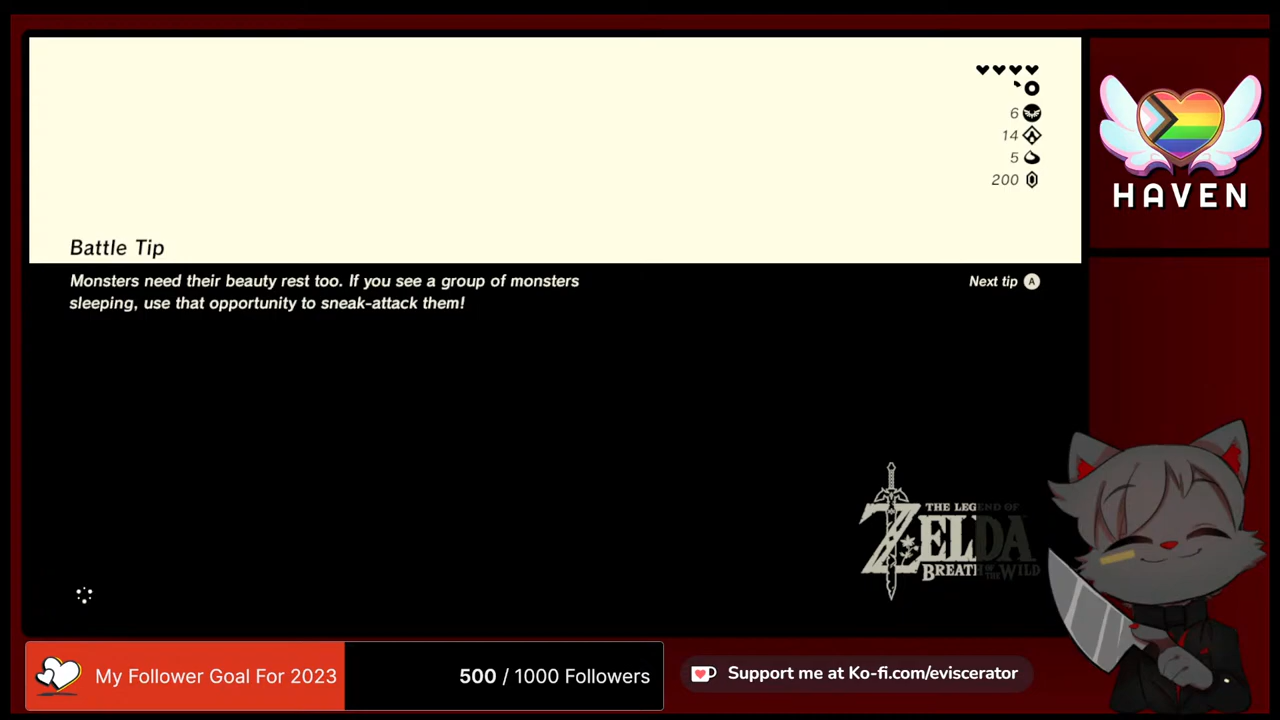 6
14
5
200
HAVEN
Battle Tip
Monsters need their beauty rest too. If you see a group of monsters
sleeping, use that opportunity to sneak-attack them!
Next tip A
THE LEGEND OF
ZELDA
BREATH OF THE WILD
My Follower Goal For 2023
500 / 1000 Followers
Support me at Ko-fi.com/eviscerator